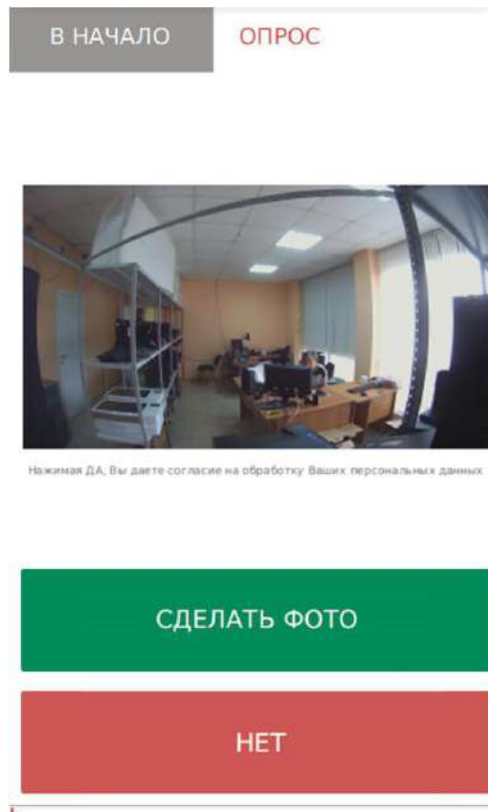 В НАЧАЛО ОПРОС
Нажимая ДА, Вы даете согласие на обработку Ваших персональных данных
СДЕЛАТЬ ФОТО
НЕТ